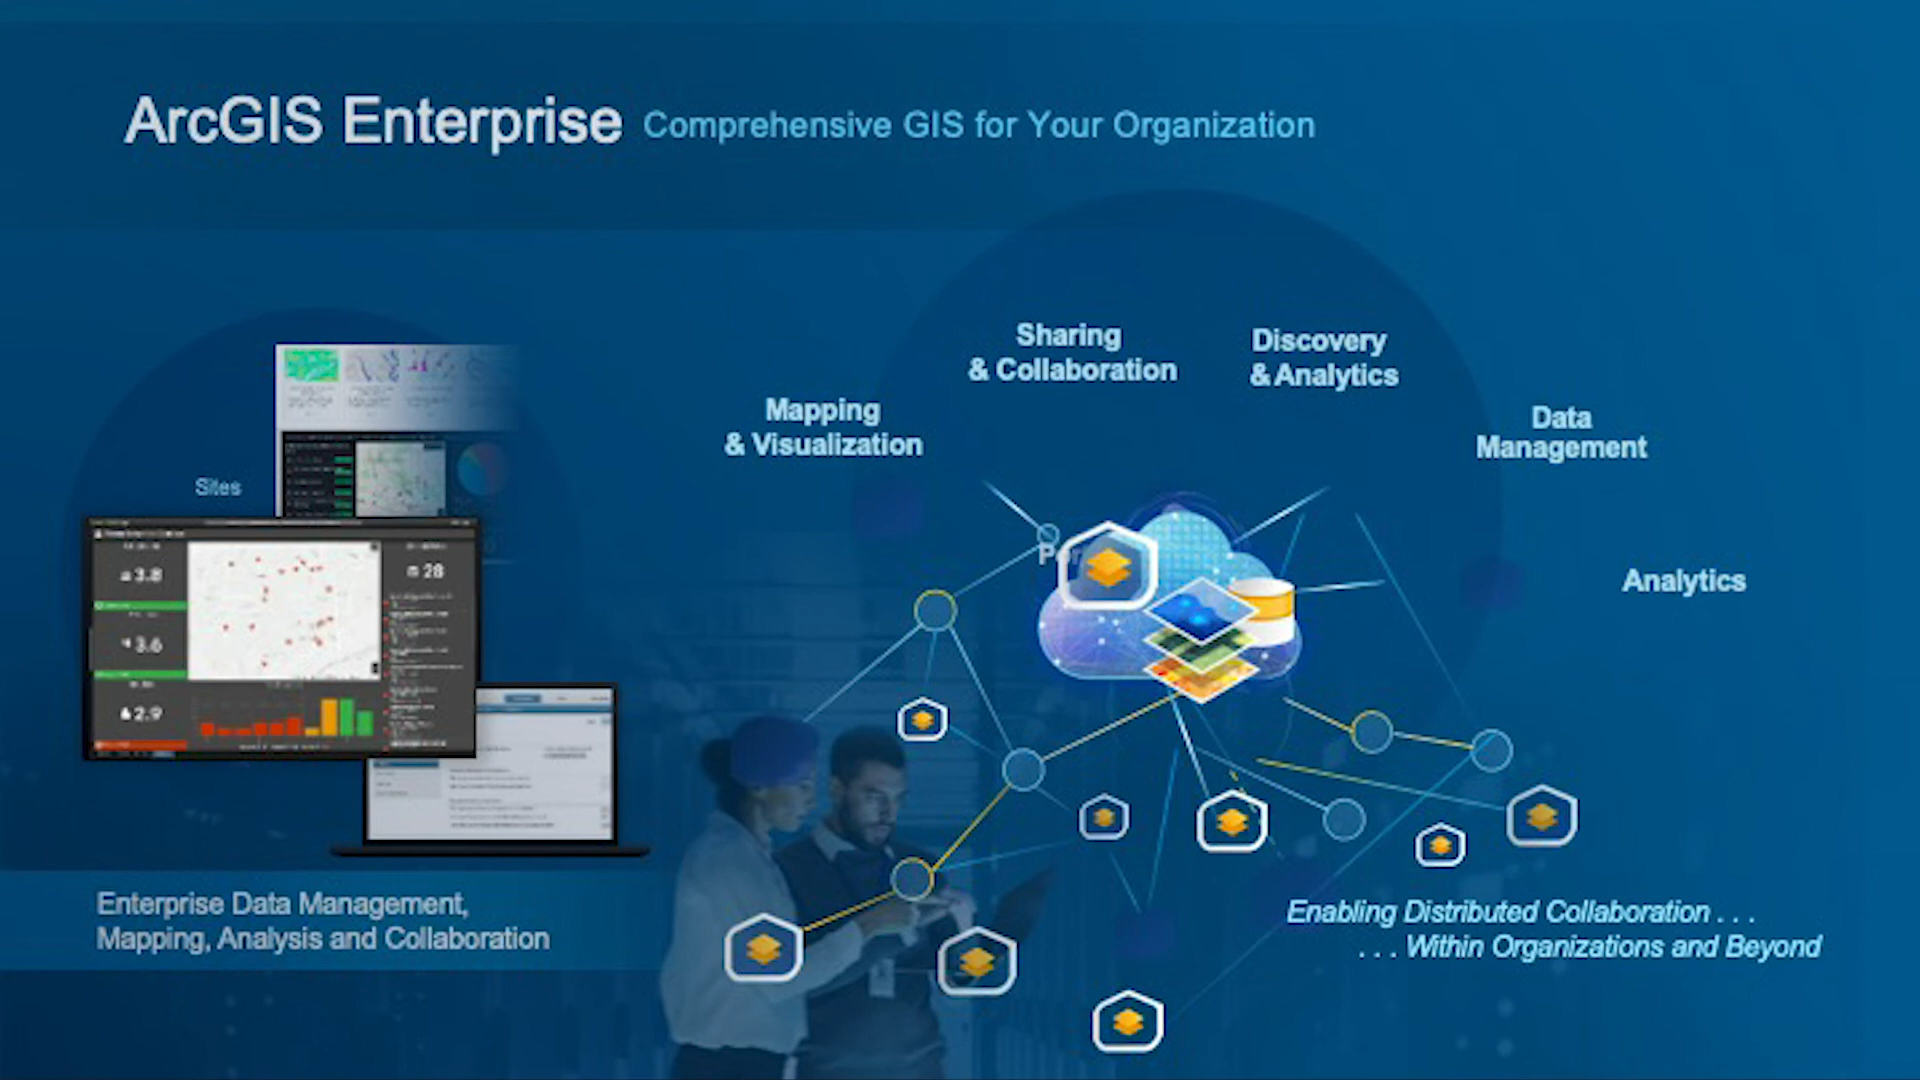 ArcGIS Enterprise Comprehensive GIS for Your Organization
Sharing
& Collaboration
Discovery
& Analytics
Mapping
& Visualization
Data
Management
Sites
Analytics
3.8
28
3.6
2.9
Enterprise Data Management,
Mapping, Analysis and Collaboration
Enabling Distributed Collaboration . . .
. . . Within Organizations and Beyond